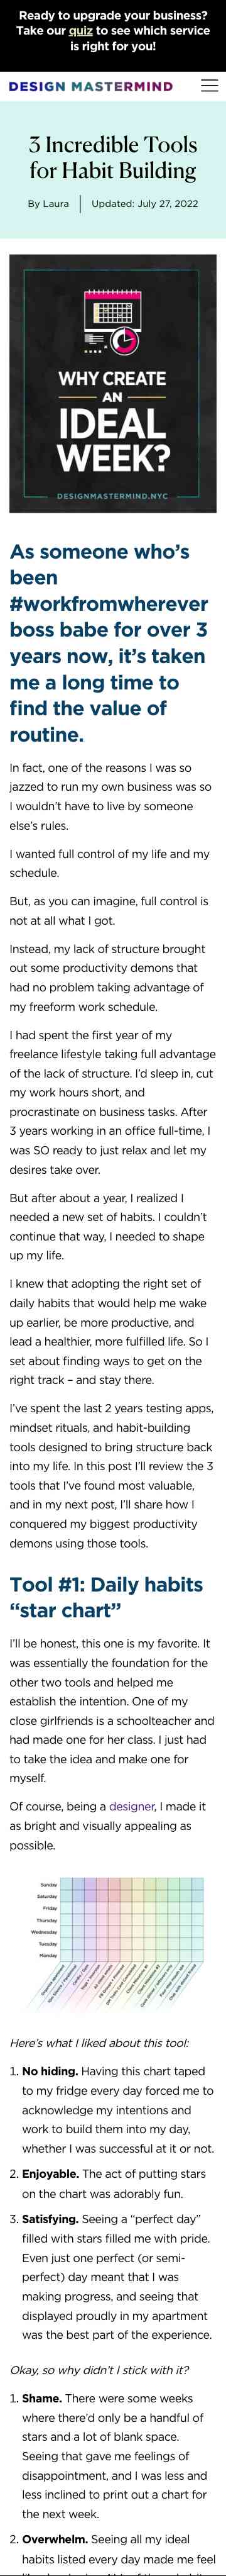 Ready to upgrade your business?
Take our quiz to see which service
is right for you!
DESIGN MASTERMIND
3 Incredible Tools
for Habit Building
By Laura
Updated: July 27, 2022
WHY CREATE
AN
IDEAL
WEEK?
DESIGNMASTERMIND.NYC
As someone who’s
been
#workfromwherever
boss babe for over 3
years now, it’s taken
me a long time to
find the value of
routine.
In fact, one of the reasons I was so
jazzed to run my own business was so
I wouldn’t have to live by someone
else’s rules.
I wanted full control of my life and my
schedule.
But, as you can imagine, full control is
not at all what I got.
Instead, my lack of structure brought
out some productivity demons that
had no problem taking advantage of
my freeform work schedule.
I had spent the first year of my
freelance lifestyle taking full advantage
of the lack of structure. I’d sleep in, cut
my work hours short, and
procrastinate on business tasks. After
3 years working in an office full-time, I
was SO ready to just relax and let my
desires take over.
But after about a year, I realized I
needed a new set of habits. I couldn’t
continue that way, I needed to shape
up my life.
I knew that adopting the right set of
daily habits that would help me wake
up earlier, be more productive, and
lead a healthier, more fulfilled life. So I
set about finding ways to get on the
right track – and stay there.
I’ve spent the last 2 years testing apps,
mindset rituals, and habit-building
tools designed to bring structure back
into my life. In this post I’ll review the 3
tools that I’ve found most valuable,
and in my next post, I’ll share how I
conquered my biggest productivity
demons using those tools.
Tool #1: Daily habits
“star chart”
I’ll be honest, this one is my favorite. It
was essentially the foundation for the
other two tools and helped me
establish the intention. One of my
close girlfriends is a schoolteacher and
had made one for her class. I just had
to take the idea and make one for
myself.
Of course, being a designer, I made it
as bright and visually appealing as
possible.
Sunday
Saturday
Friday
Thursday
Wednesday
Tuesday
Monday
Here’s what I liked about this tool:
1. No hiding. Having this chart taped
to my fridge every day forced me to
acknowledge my intentions and
work to build them into my day,
whether I was successful at it or not.
2. Enjoyable. The act of putting stars
on the chart was adorably fun.
3. Satisfying. Seeing a “perfect day”
filled with stars filled me with pride.
Even just one perfect (or semi-
perfect) day meant that I was
making progress, and seeing that
displayed proudly in my apartment
was the best part of the experience.
Okay, so why didn’t I stick with it?
1. Shame. There were some weeks
where there’d only be a handful of
stars and a lot of blank space.
Seeing that gave me feelings of
disappointment, and I was less and
less inclined to print out a chart for
the next week.
2. Overwhelm. Seeing all my ideal
habits listed every day made me feel